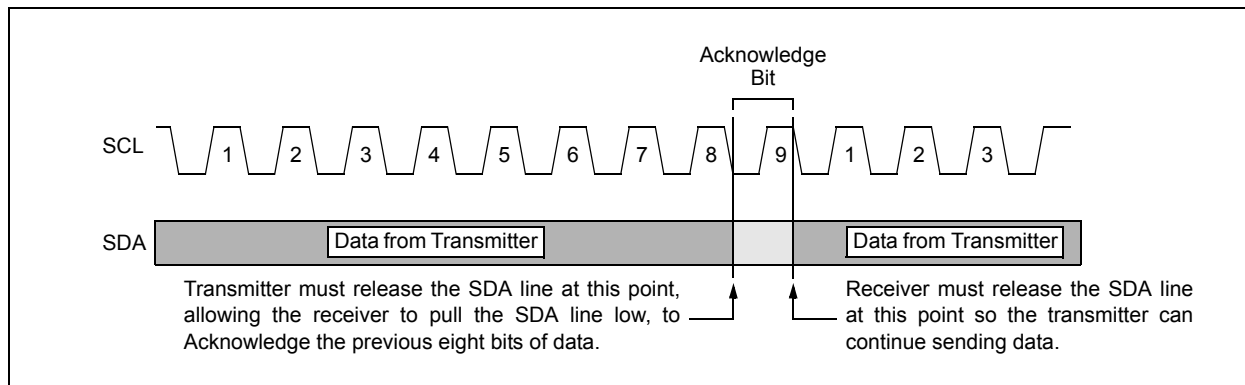 Acknowledge
Bit
SCL 1 2 3 4 5 6 7 8 9 1 2 3
SDA Data from Transmitter Data from Transmitter
Transmitter must release the SDA line at this point,
allowing the receiver to pull the SDA line low, to
Acknowledge the previous eight bits of data.
Receiver must release the SDA line
at this point so the transmitter can
continue sending data.